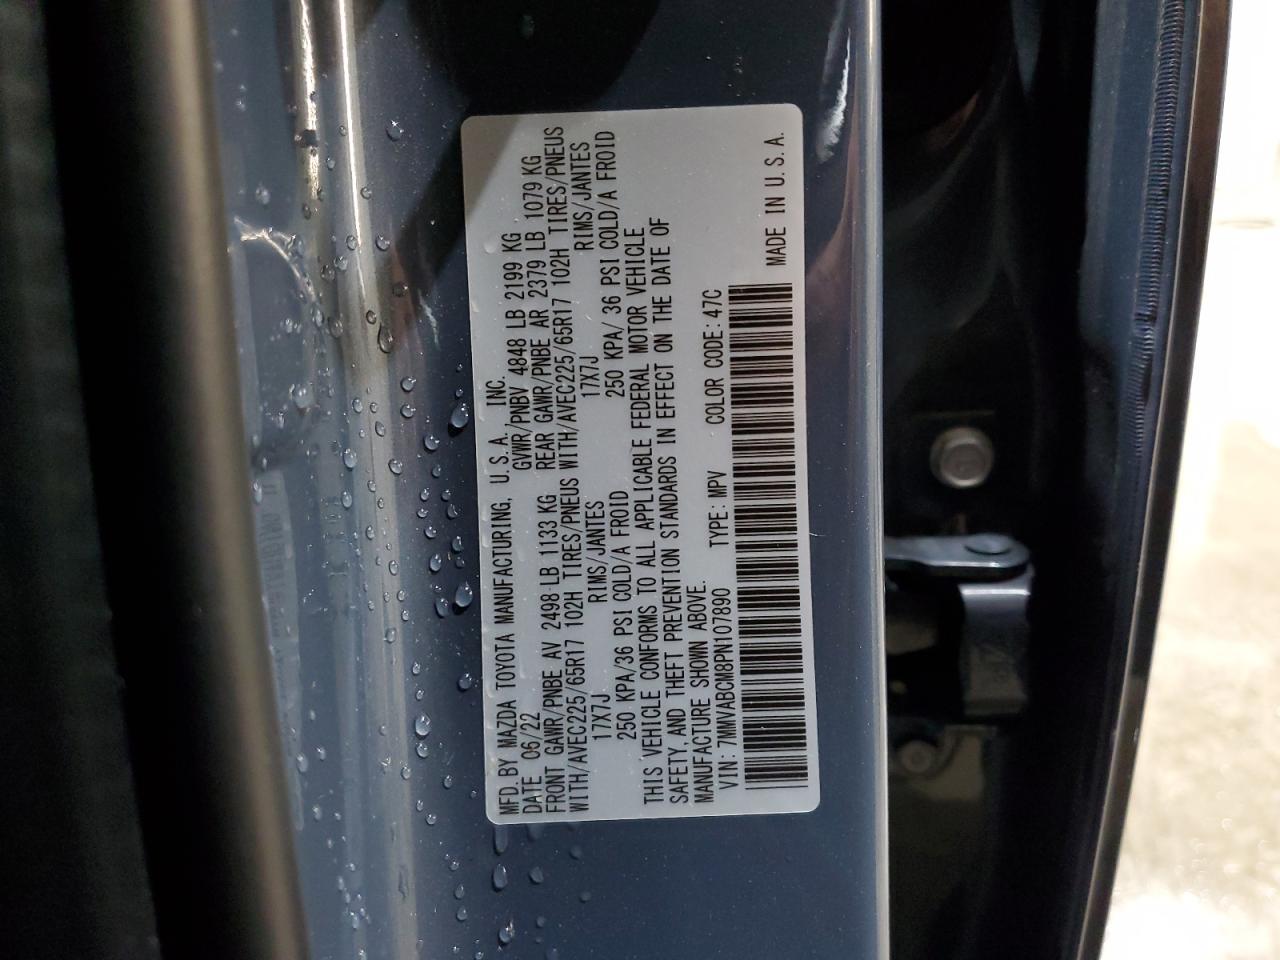 MFD. BY MAZDA TOYOTA MANUFACTURING, U.S.A. INC.
DATE 06/22 GVWR/PNBV 4848 LB 2199 KG
FRONT GAWR/PNBE AV 2498 LB 1133 KG REAR GAWR/PNBE AR 2379 LB 1079 KG
WITH/AVEC225/65R17 102H TIRES/PNEUS WITH/AVEC225/65R17 102H TIRES/PNEUS
17X7J RIMS/JANTES 17X7J RIMS/JANTES
250 KPA/36 PSI COLD/A FROID 250 KPA/ 36 PSI COLD/A FROID
THIS VEHICLE CONFORMS TO ALL APPLICABLE FEDERAL MOTOR VEHICLE
SAFETY, AND THEFT PREVENTION STANDARDS IN EFFECT ON THE DATE OF
MANUFACTURE SHOWN ABOVE.
VIN: 7MMVABCM8PN107890 TYPE: MPV COLOR CODE: 47C
MADE IN U.S.A.